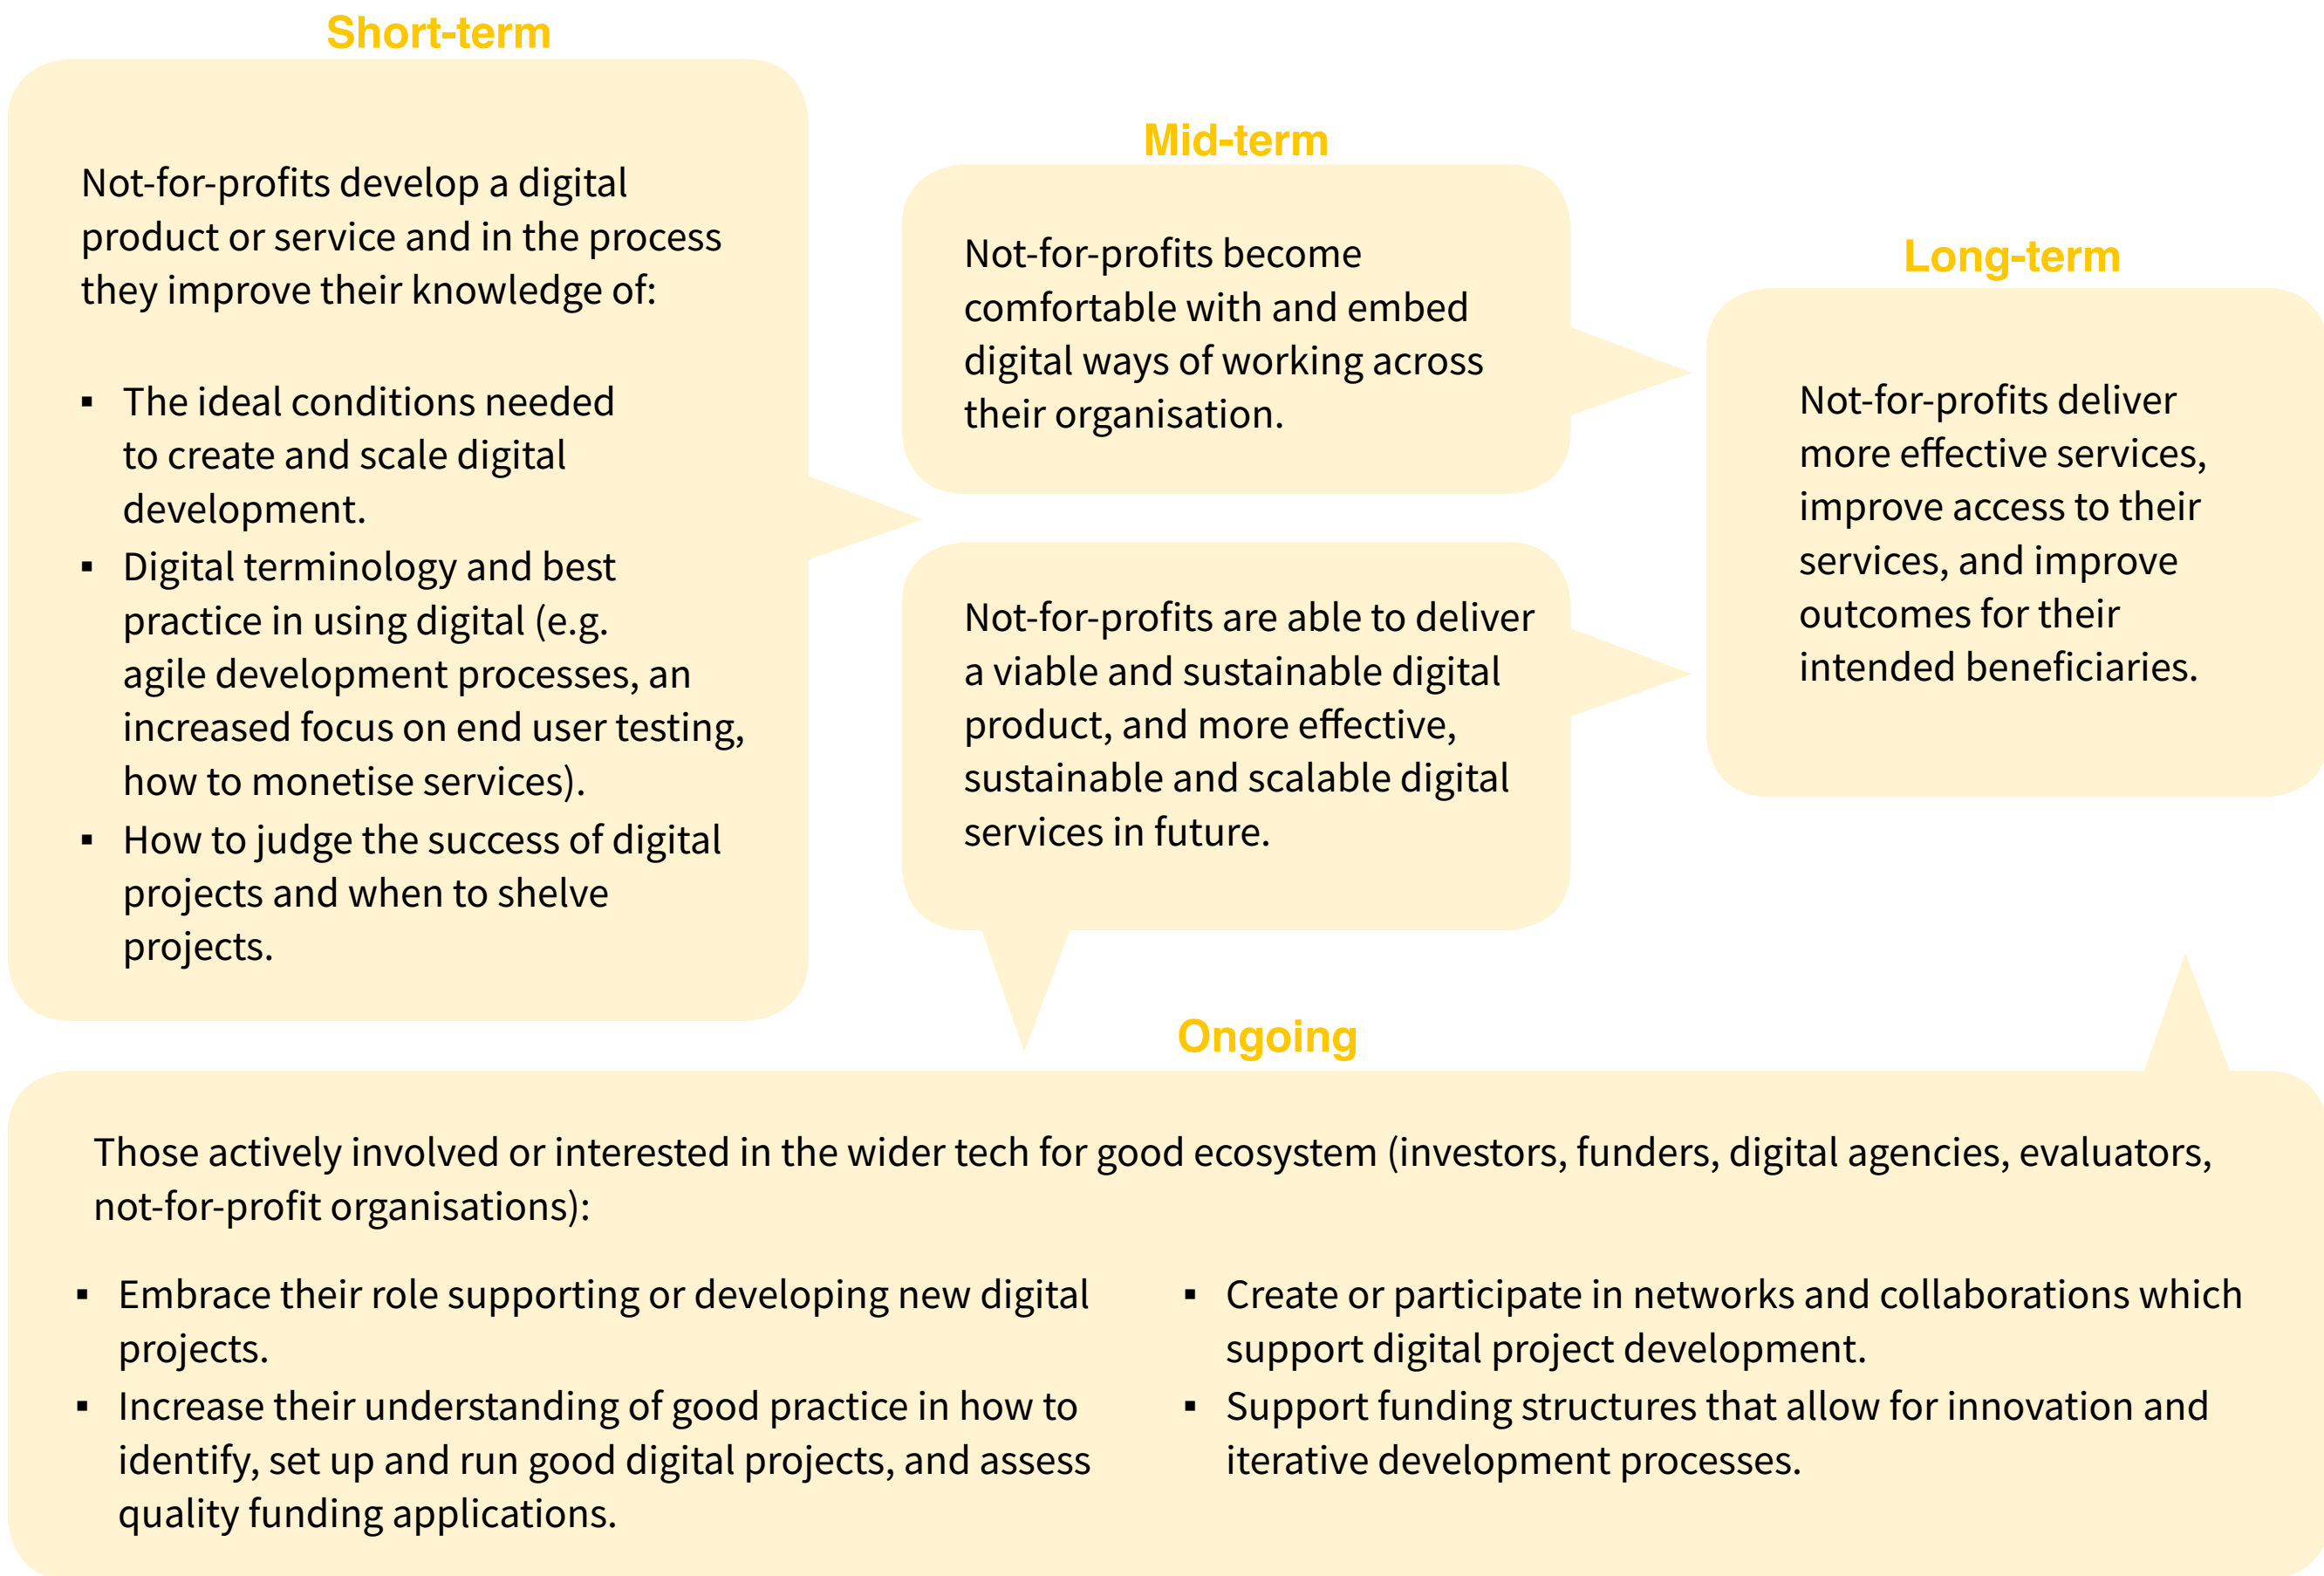 Short-term
Not-for-profits develop a digital
product or service and in the process
they improve their knowledge of:
▪ The ideal conditions needed
to create and scale digital
development.
▪ Digital terminology and best
practice in using digital (e.g.
agile development processes, an
increased focus on end user testing,
how to monetise services).
▪ How to judge the success of digital
projects and when to shelve
projects.
Mid-term
Not-for-profits become
comfortable with and embed
digital ways of working across
their organisation.
Not-for-profits are able to deliver
a viable and sustainable digital
product, and more effective,
sustainable and scalable digital
services in future.
Long-term
Not-for-profits deliver
more effective services,
improve access to their
services, and improve
outcomes for their
intended beneficiaries.
Ongoing
Those actively involved or interested in the wider tech for good ecosystem (investors, funders, digital agencies, evaluators,
not-for-profit organisations):
▪ Embrace their role supporting or developing new digital
projects.
▪ Increase their understanding of good practice in how to
identify, set up and run good digital projects, and assess
quality funding applications.
▪ Create or participate in networks and collaborations which
support digital project development.
▪ Support funding structures that allow for innovation and
iterative development processes.